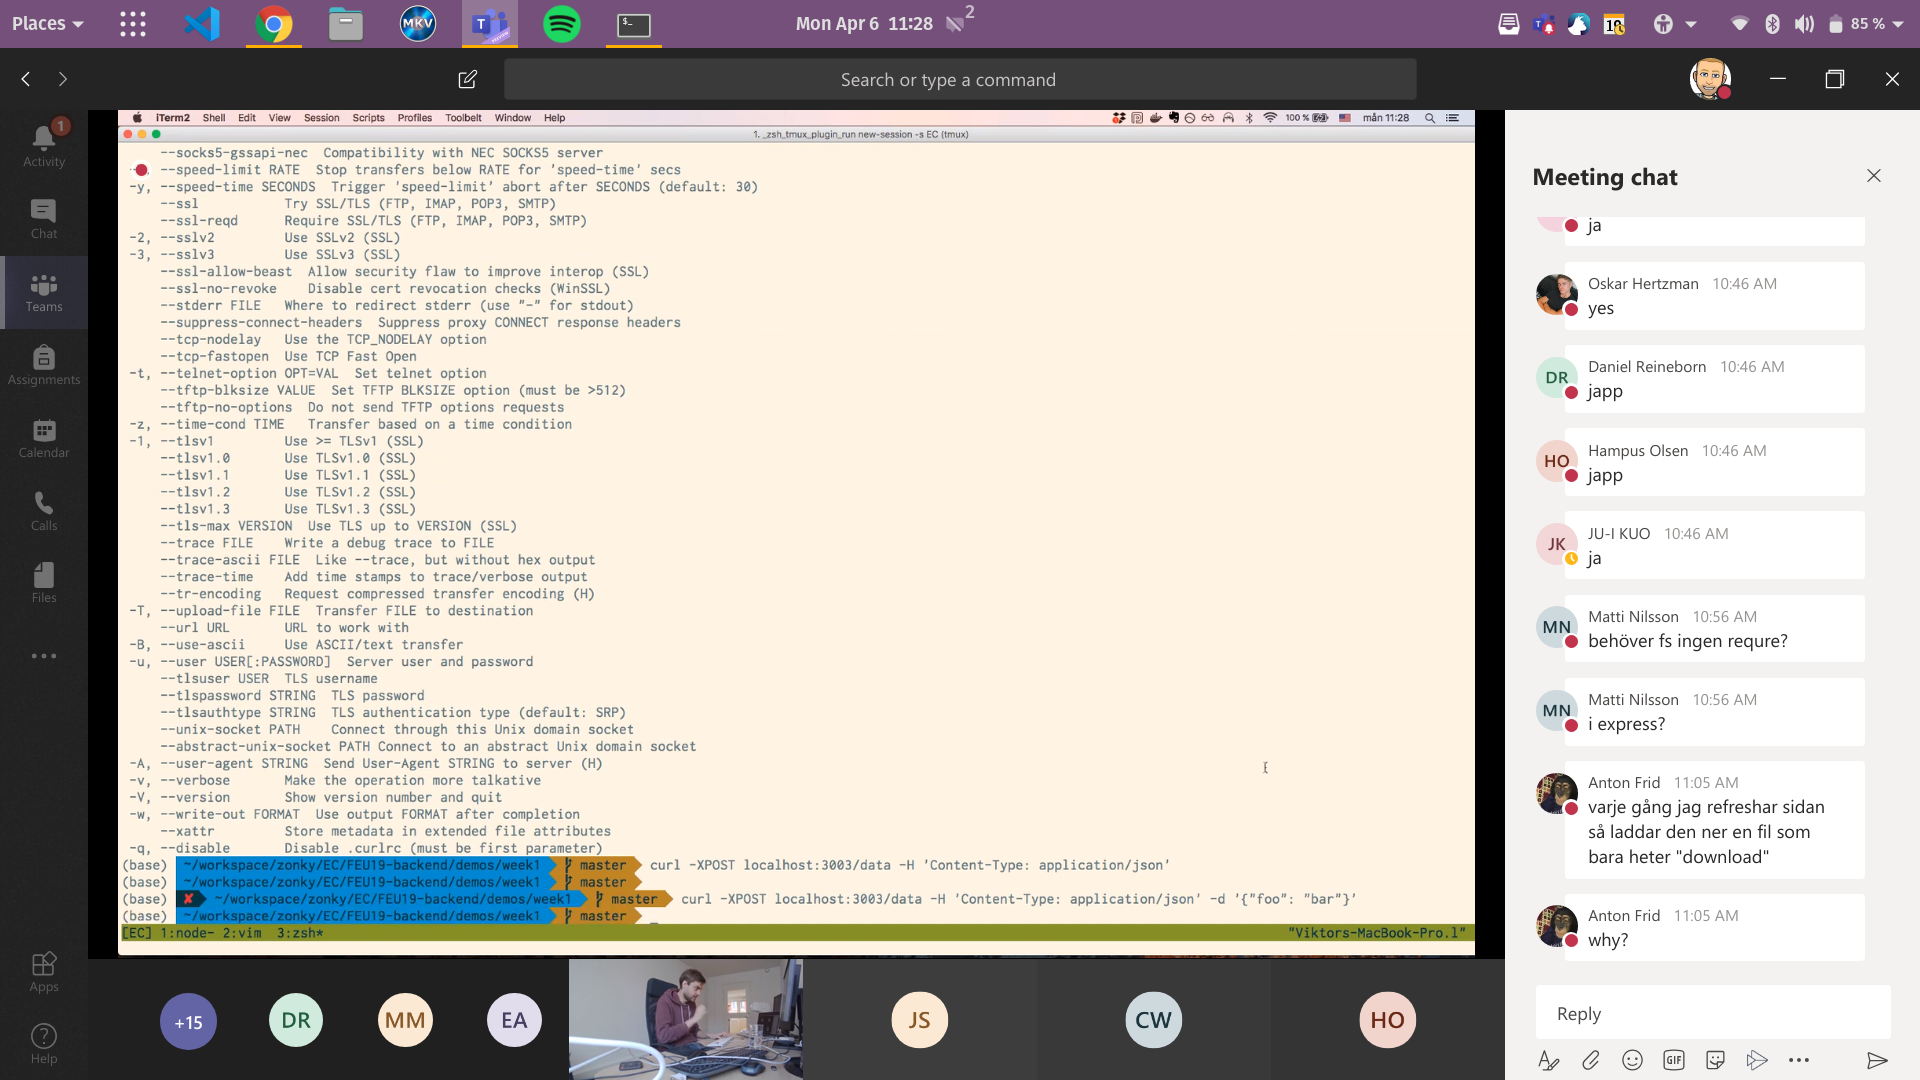 Places
MKV
Mon Apr 6 11:28
2
85 %
Search or type a command
iTerm2 Shell Edit View Session Scripts Profiles Toolbelt Window Help
100 % mån 11:28
1. _zsh_tmux_plugin_run new-session -s EC (tmux)
--socks5-gssapi-nec Compatibility with NEC SOCKS5 server
--speed-limit RATE Stop transfers below RATE for 'speed-time' secs
-y, --speed-time SECONDS Trigger 'speed-limit' abort after SECONDS (default: 30)
--ssl Try SSL/TLS (FTP, IMAP, POP3, SMTP)
--ssl-reqd Require SSL/TLS (FTP, IMAP, POP3, SMTP)
-2, --sslv2 Use SSLv2 (SSL)
-3, --sslv3 Use SSLv3 (SSL)
--ssl-allow-beast Allow security flaw to improve interop (SSL)
--ssl-no-revoke Disable cert revocation checks (WinSSL)
--stderr FILE Where to redirect stderr (use "-" for stdout)
--suppress-connect-headers Suppress proxy CONNECT response headers
--tcp-nodelay Use the TCP_NODELAY option
--tcp-fastopen Use TCP Fast Open
-t, --telnet-option OPT=VAL Set telnet option
--tftp-blksize VALUE Set TFTP BLKSIZE option (must be >512)
--tftp-no-options Do not send TFTP options requests
-z, --time-cond TIME Transfer based on a time condition
-1, --tlsv1 Use >= TLSv1 (SSL)
--tlsv1.0 Use TLSv1.0 (SSL)
--tlsv1.1 Use TLSv1.1 (SSL)
--tlsv1.2 Use TLSv1.2 (SSL)
--tlsv1.3 Use TLSv1.3 (SSL)
--tls-max VERSION Use TLS up to VERSION (SSL)
--trace FILE Write a debug trace to FILE
--trace-ascii FILE Like --trace, but without hex output
--trace-time Add time stamps to trace/verbose output
--tr-encoding Request compressed transfer encoding (H)
-T, --upload-file FILE Transfer FILE to destination
--url URL URL to work with
-B, --use-ascii Use ASCII/text transfer
-u, --user USER[:PASSWORD] Server user and password
--tlsuser USER TLS username
--tlspassword STRING TLS password
--tlsauthtype STRING TLS authentication type (default: SRP)
--unix-socket PATH Connect through this Unix domain socket
--abstract-unix-socket PATH Connect to an abstract Unix domain socket
-A, --user-agent STRING Send User-Agent STRING to server (H)
-v, --verbose Make the operation more talkative
-V, --version Show version number and quit
-w, --write-out FORMAT Use output FORMAT after completion
--xattr Store metadata in extended file attributes
-q, --disable Disable .curlrc (must be first parameter)
(base) ~/workspace/zonky/EC/FEU19-backend/demos/week1 master curl -XPOST localhost:3003/data -H 'Content-Type: application/json'
(base) ~/workspace/zonky/EC/FEU19-backend/demos/week1 master
(base) ✘ ~/workspace/zonky/EC/FEU19-backend/demos/week1 master curl -XPOST localhost:3003/data -H 'Content-Type: application/json' -d '{"foo": "bar"}'
(base) ~/workspace/zonky/EC/FEU19-backend/demos/week1 master
[EC] 1:node- 2:vim 3:zsh* "Viktors-MacBook-Pro.l"
1
Activity
Chat
Teams
Assignments
Calendar
Calls
Files
Apps
Help
+15
DR
MM
EA
JS
CW
HO
Meeting chat
ja
Oskar Hertzman 10:46 AM
yes
DR
Daniel Reineborn 10:46 AM
japp
HO
Hampus Olsen 10:46 AM
japp
JK
JU-I KUO 10:46 AM
ja
MN
Matti Nilsson 10:56 AM
behöver fs ingen requre?
MN
Matti Nilsson 10:56 AM
i express?
Anton Frid 11:05 AM
varje gång jag refreshar sidan
så laddar den ner en fil som
bara heter "download"
Anton Frid 11:05 AM
why?
Reply
GIF